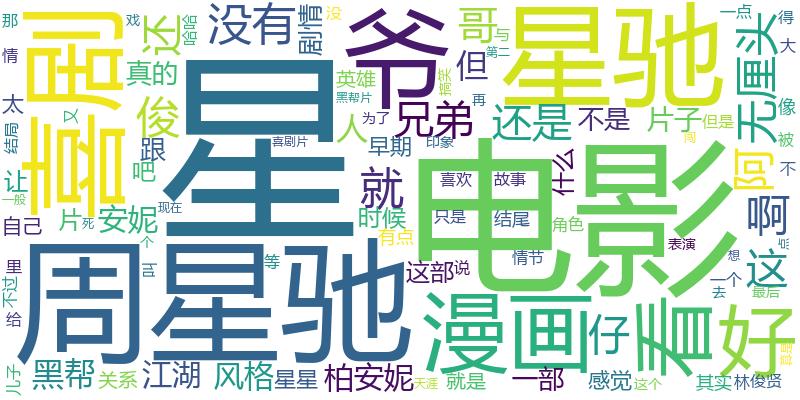 那
戏
还
哈哈
没有
剧情
没
爷
哥
与
第二
星驰
一点
得
大
情
喜剧
真的
星
英雄
搞笑
但
无厘头
太
俊
黑帮片
为了
兄弟
再
还是
不是
片子
但是
像
结局
又
跟
喜剧片
人
早期
印象
电影
什么
闯
阿
被
不
让
一般
吧
就
喜欢
故事
自己
片
死
安妮
现在
时候
只是
结尾
角色
啊
里
个
周星驰
有点
情节
表演
想
点
不过
给
等
这部
说
漫画
仔
看
一个
去
这
最后
好
儿子
黑帮
关系
江湖
风格
星星
柏安妮
天涯
就是
一部
感觉
这个
其实
林俊贤